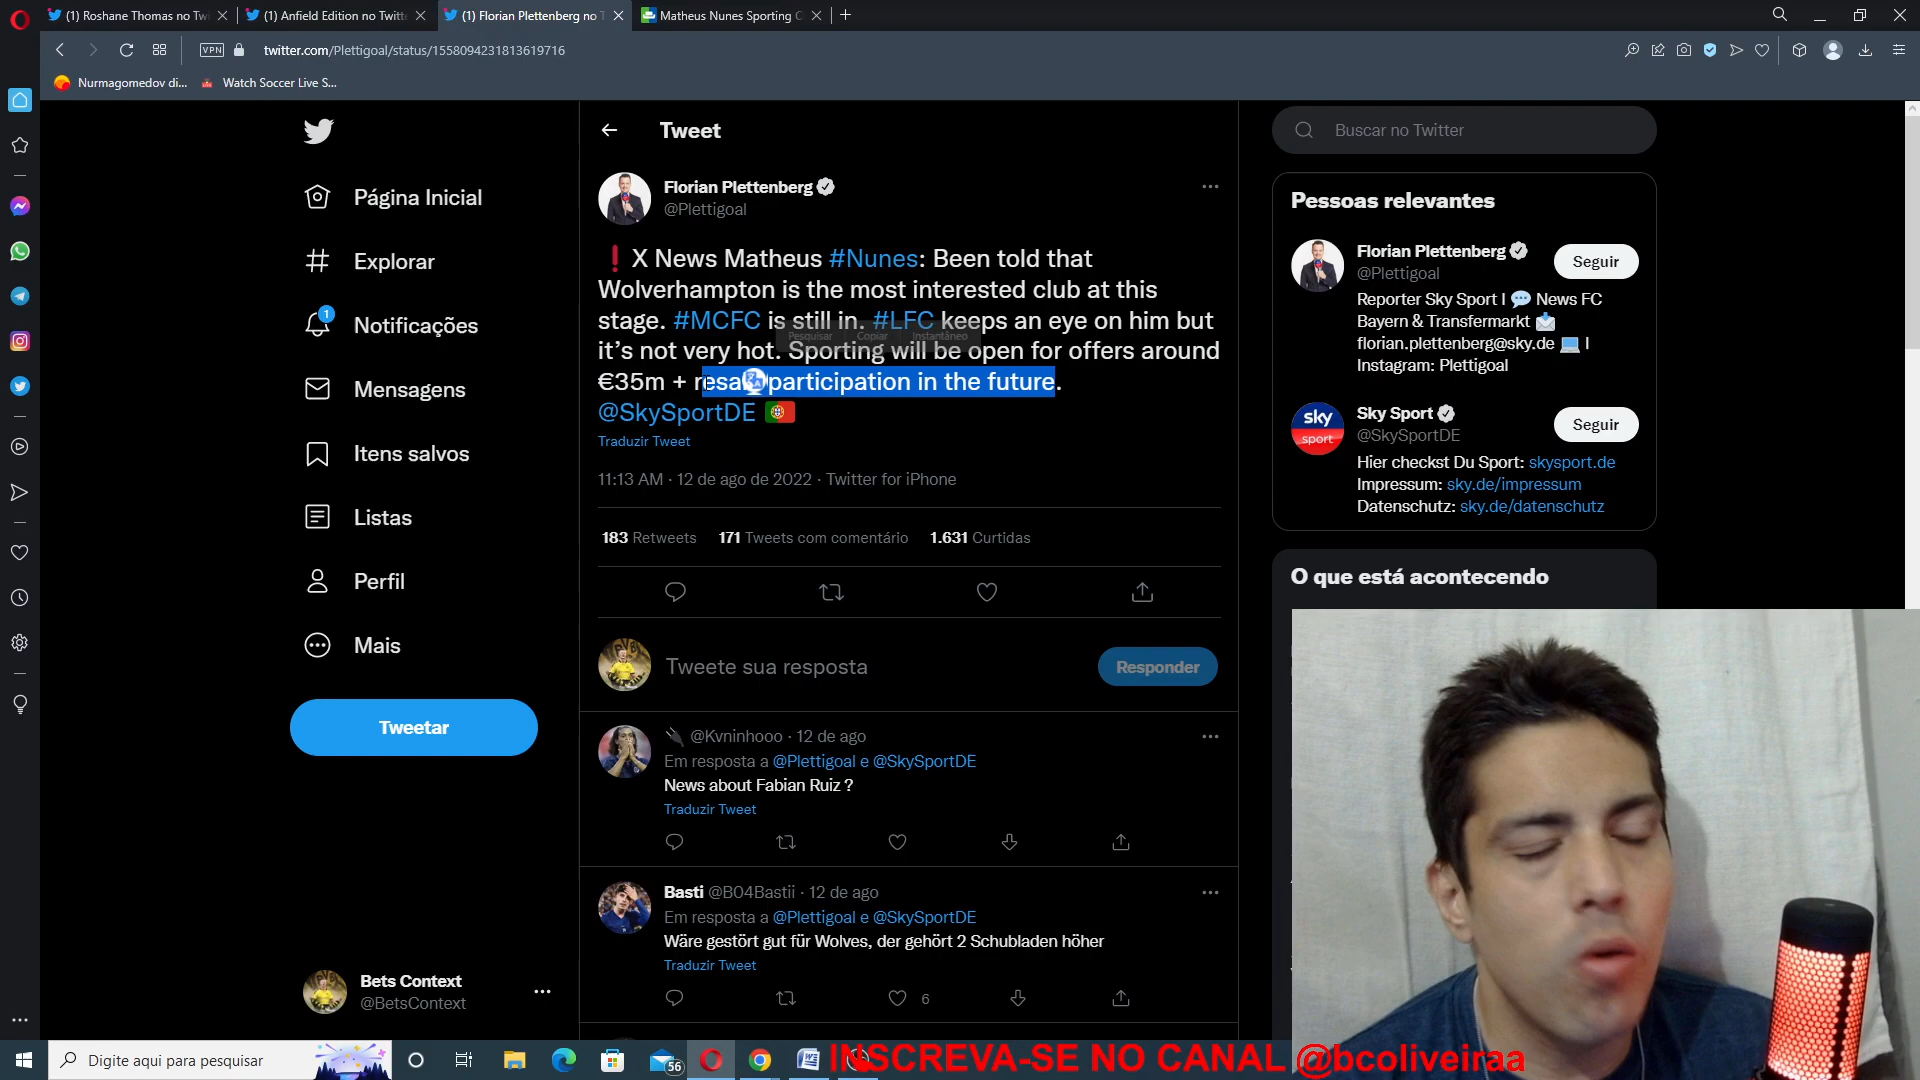 (1) Roshane Thomas no Tw
(1) Anfield Edition no Twitt
(1) Florian Plettenberg no T
Matheus Nunes Sporting C
VPN
twitter.com/Plettigoal/status/1558094231813619716
Nurmagomedov di...
Watch Soccer Live S...
Tweet
Buscar no Twitter
Página Inicial
Explorar
1
Notificações
Mensagens
Itens salvos
Listas
Perfil
Mais
Tweetar
Bets Context
@BetsContext
Florian Plettenberg
@Plettigoal
❗️X News Matheus #Nunes: Been told that
Wolverhampton is the most interested club at this
stage. #MCFC is still in. #LFC keeps an eye on him but
Pesquisar Copiar Instantâneo
it's not very hot. Sporting will be open for offers around
€35m + resale participation in the future.
@SkySportDE 🇵🇹
Traduzir Tweet
11:13 AM · 12 de ago de 2022 · Twitter for iPhone
183 Retweets 171 Tweets com comentário 1.631 Curtidas
Tweete sua resposta
Responder
@Kvninhooo · 12 de ago
Em resposta a @Plettigoal e @SkySportDE
News about Fabian Ruiz ?
Traduzir Tweet
Basti @B04Bastii · 12 de ago
Em resposta a @Plettigoal e @SkySportDE
Wäre gestört gut für Wolves, der gehört 2 Schubladen höher
Traduzir Tweet
6
Pessoas relevantes
Florian Plettenberg
@Plettigoal
Seguir
Reporter Sky Sport I 💬 News FC
Bayern & Transfermarkt 📩
florian.plettenberg@sky.de 💻 I
Instagram: Plettigoal
sky
sport
Sky Sport
@SkySportDE
Seguir
Hier checkst Du Sport: skysport.de
Impressum: sky.de/impressum
Datenschutz: sky.de/datenschutz
O que está acontecendo
Digite aqui para pesquisar
56
INSCREVA-SE NO CANAL @bcoliveiraa